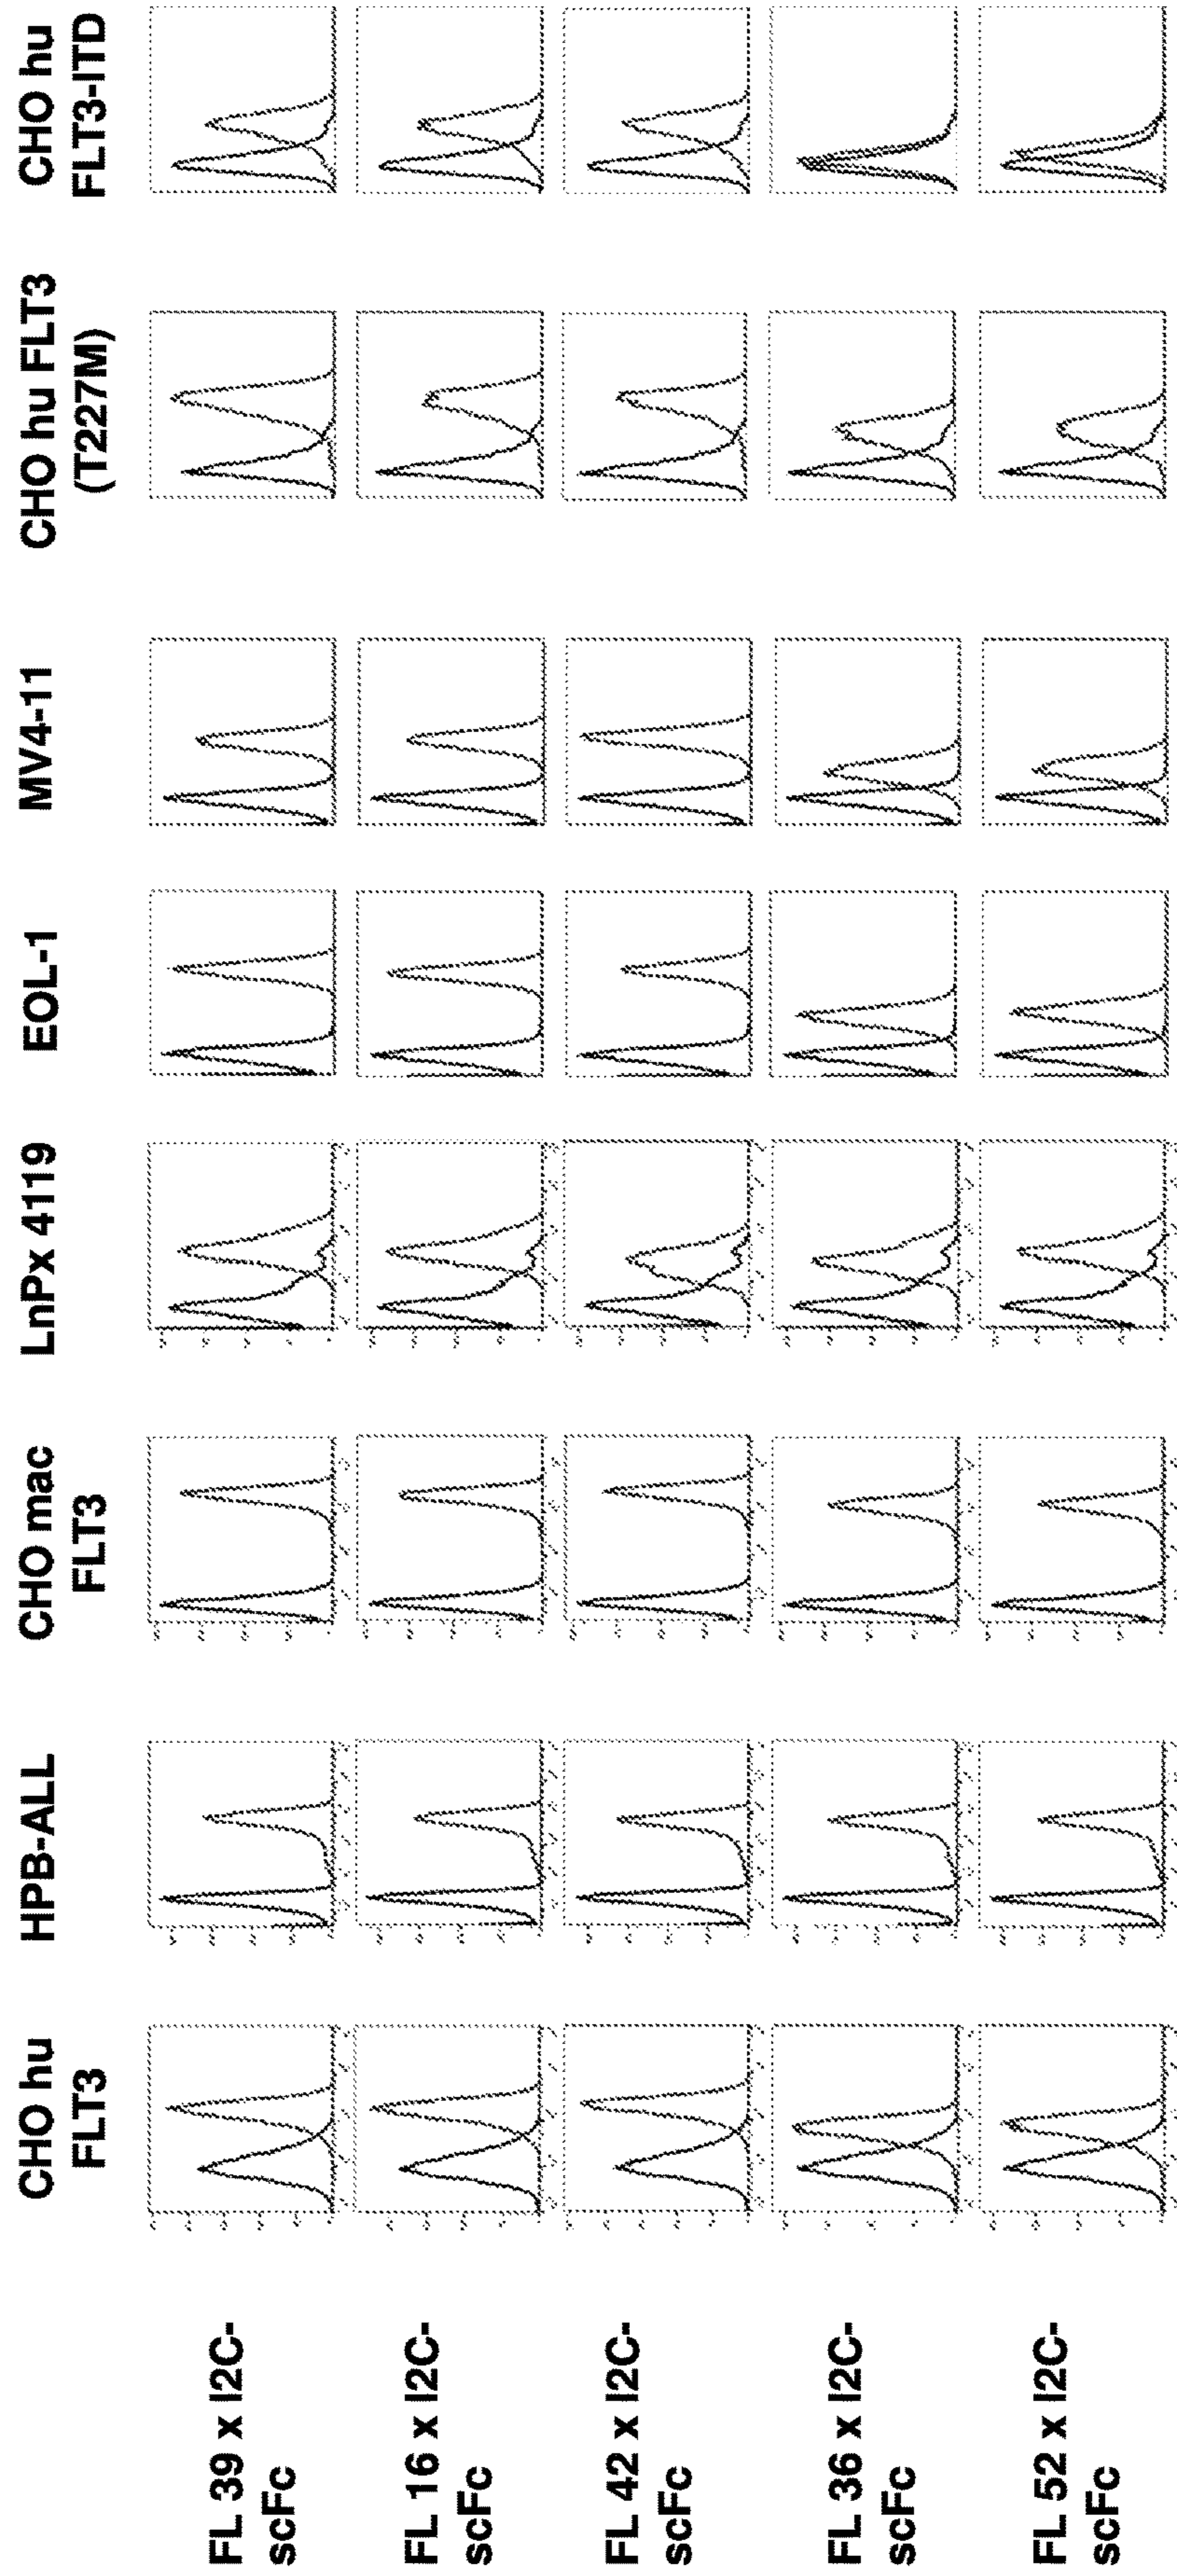 CHO hu
FLT3
HPB-ALL
CHO mac
FLT3
LnPx 4119
EOL-1
MV4-11
CHO hu FLT3
(T227M)
CHO hu
FLT3-ITD
FL 39 x I2C-
scFc
FL 16 x I2C-
scFc
FL 42 x I2C-
scFc
FL 36 x I2C-
scFc
FL 52 x I2C-
scFc